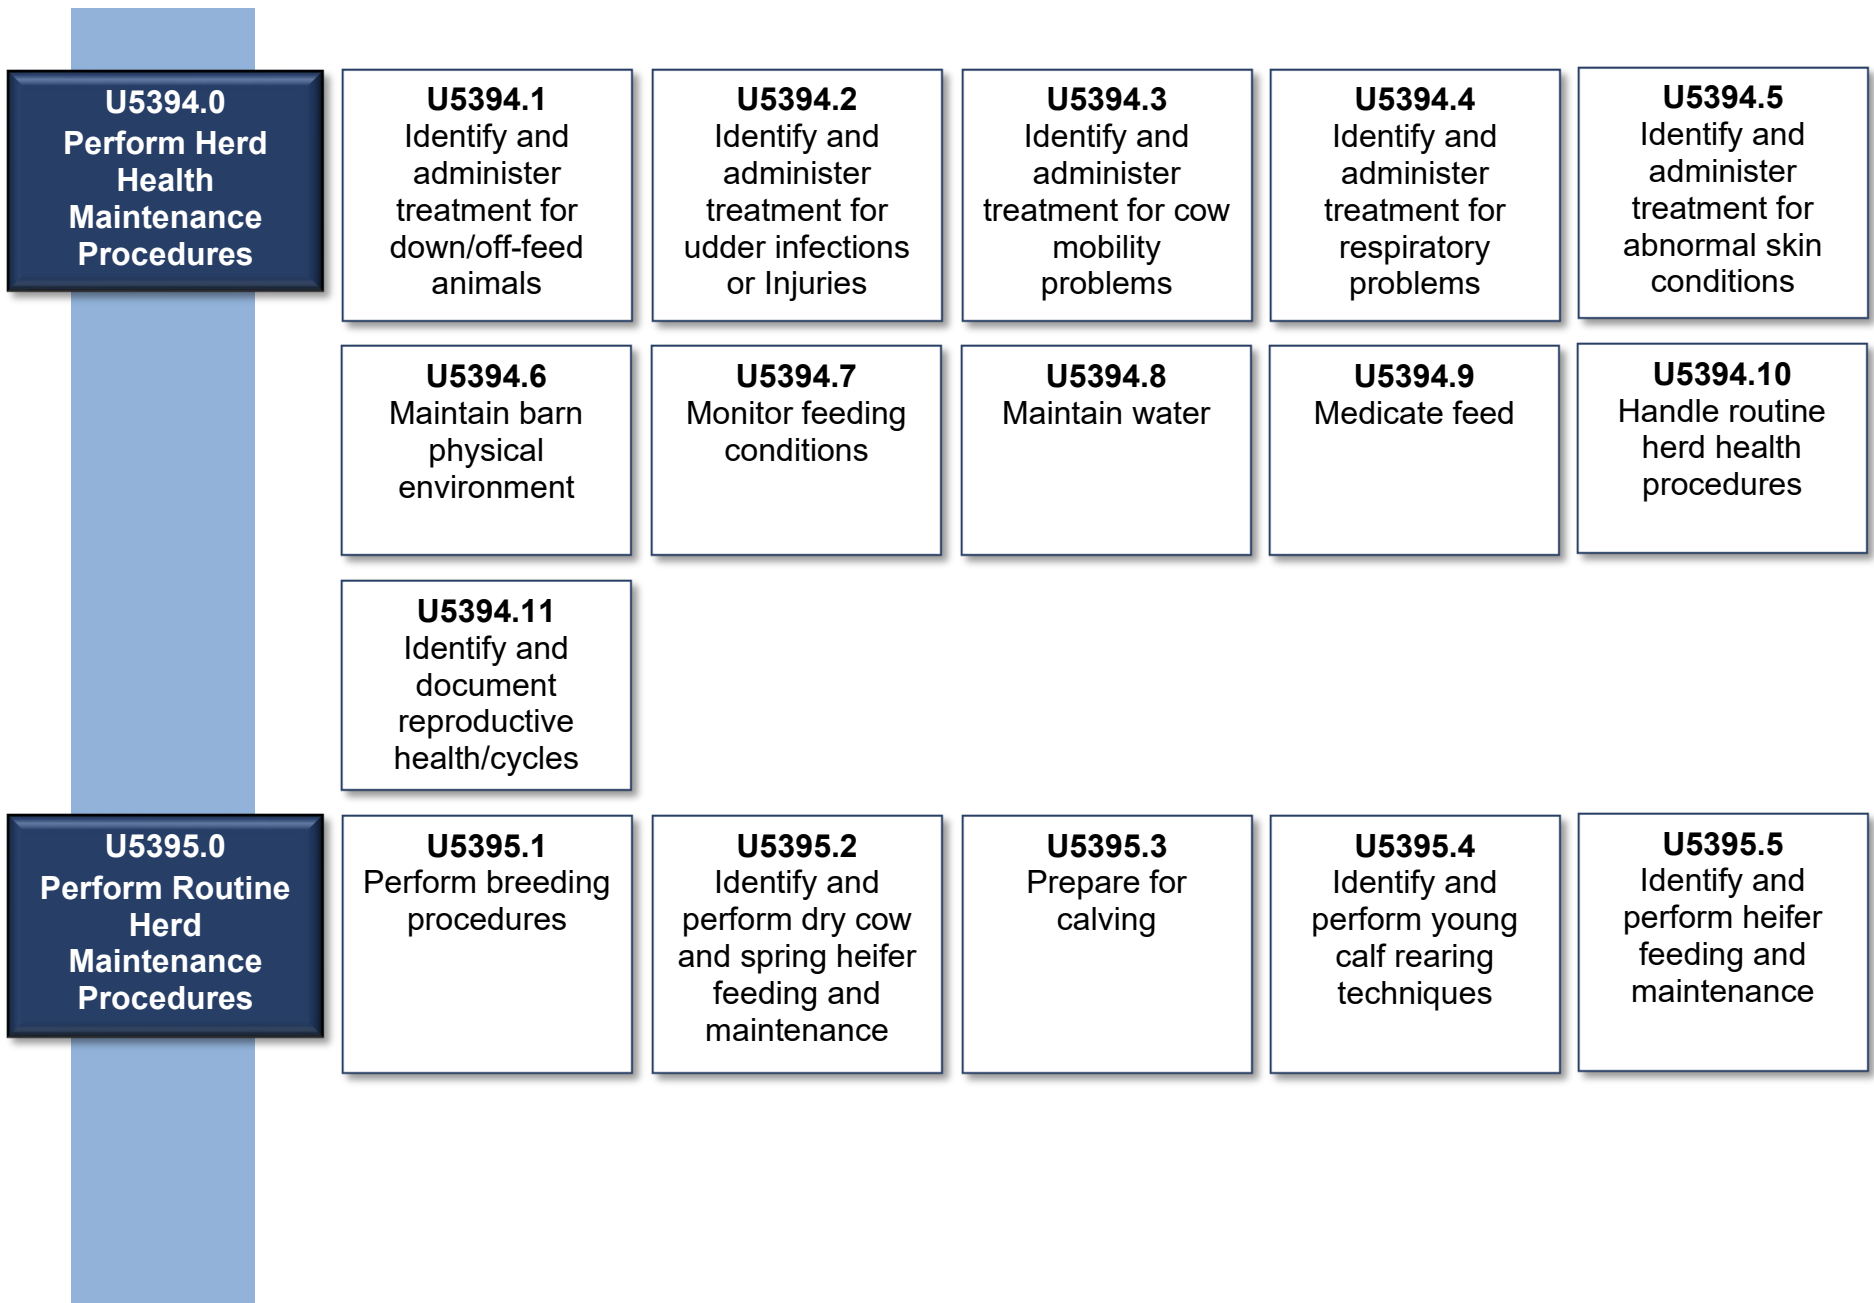 U5394.0
Perform Herd
Health
Maintenance
Procedures
U5394.1
Identify and
administer
treatment for
down/off-feed
animals
U5394.2
Identify and
administer
treatment for
udder infections
or Injuries
U5394.3
Identify and
administer
treatment for cow
mobility
problems
U5394.4
Identify and
administer
treatment for
respiratory
problems
U5394.5
Identify and
administer
treatment for
abnormal skin
conditions
U5394.6
Maintain barn
physical
environment
U5394.7
Monitor feeding
conditions
U5394.8
Maintain water
U5394.9
Medicate feed
U5394.10
Handle routine
herd health
procedures
U5394.11
Identify and
document
reproductive
health/cycles
U5395.0
Perform Routine
Herd
Maintenance
Procedures
U5395.1
Perform breeding
procedures
U5395.2
Identify and
perform dry cow
and spring heifer
feeding and
maintenance
U5395.3
Prepare for
calving
U5395.4
Identify and
perform young
calf rearing
techniques
U5395.5
Identify and
perform heifer
feeding and
maintenance